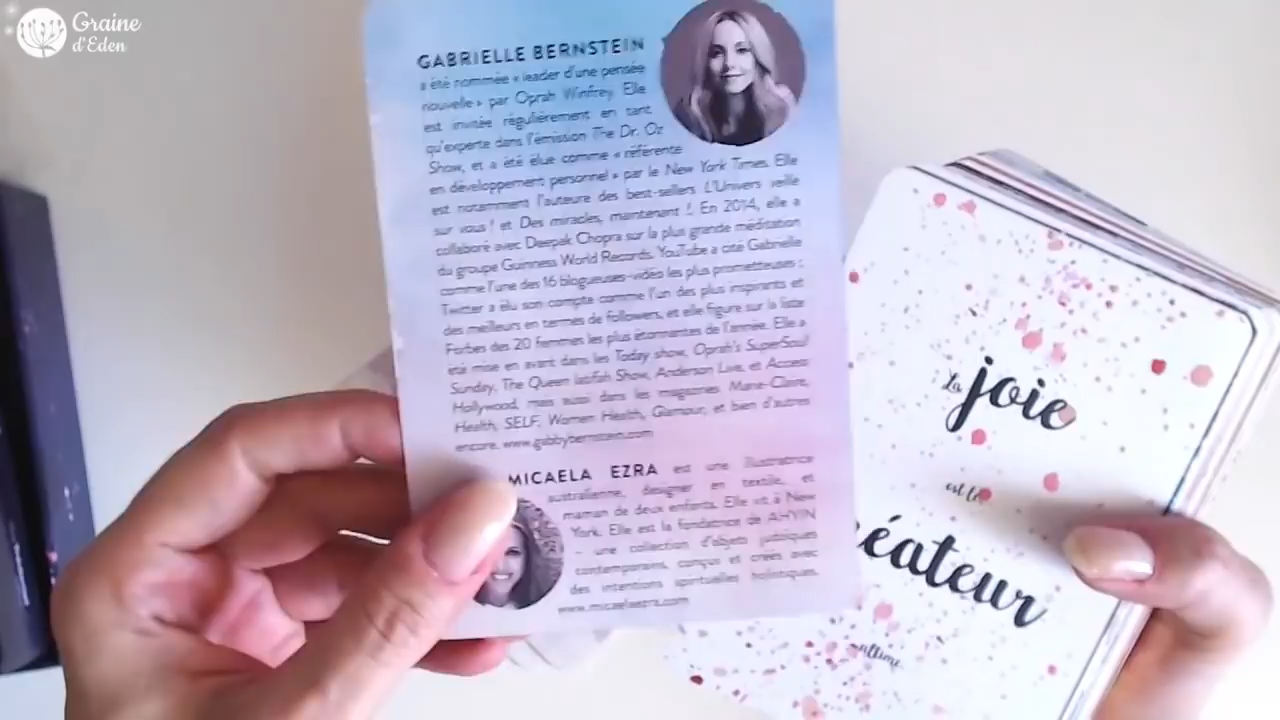 Graine
d'Eden
GABRIELLE BERNSTEIN
a été nommée « leader d'une pensée
nouvelle » par Oprah Winfrey. Elle
est invitée régulièrement en tant
qu'experte dans l'émission The Dr. Oz
Show, et a été élue comme « référente
en développement personnel » par le New York Times. Elle
est notamment l'auteure des best-sellers L'Univers veille
sur vous ! et Des miracles, maintenant !. En 2014, elle a
collaboré avec Deepak Chopra sur la plus grande méditation
du groupe Guinness World Records. YouTube a cité Gabrielle
comme l'une des 16 blogueuses-vidéo les plus prometteuses ;
Twitter a élu son compte comme l'un des plus inspirants et
des meilleurs en termes de followers, et elle figure sur la liste
Forbes des 20 femmes les plus étonnantes de l'année. Elle a
été mise en avant dans les Today show, Oprah's SuperSoul
Sunday, The Queen latifah Show, Anderson Live, et Access
Hollywood, mais aussi dans les magasines Marie-Claire,
Health, SELF, Women Health, Glamour, et bien d'autres
encore. www.gabbybernstein.com
MICAELA EZRA est une illustratrice
australienne, designer en textile, et
maman de deux enfants. Elle vit à New
York. Elle est la fondatrice de AHYIN
– une collection d'objets judaïques
contemporains, conçus et créés avec
des intentions spirituelles holistiques.
www.micaelaezra.com
La joie
est le
éateur
ultime